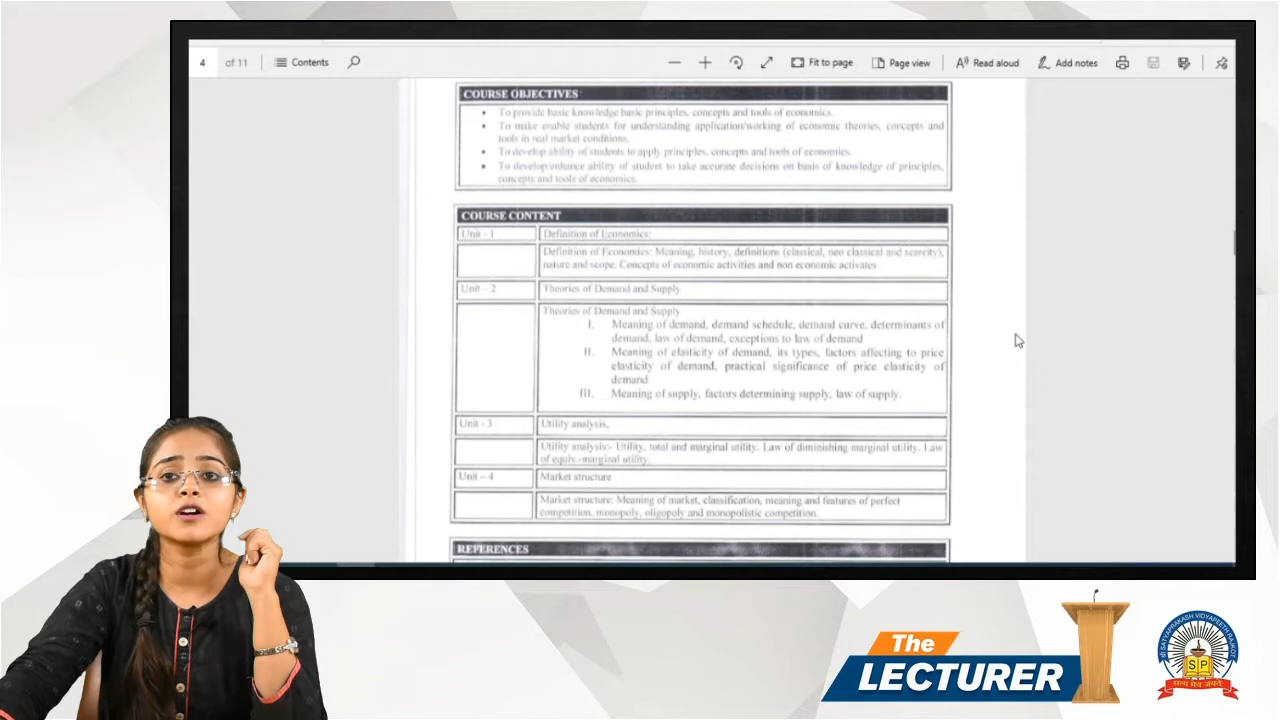 4 of 11 Contents Fit to page Page view Read aloud Add notes
COURSE OBJECTIVES
• To provide basic knowledge basic principles, concepts and tools of economics.
• To make enable students for understanding application/working of economic theories, concepts and
tools in real market conditions.
• To develop ability of students to apply principles, concepts and tools of economics.
• To develop/enhance ability of student to take accurate decisions on basis of knowledge of principles,
concepts and tools of economics.
COURSE CONTENT
Unit - 1 Definition of Economics:
Definition of Economics: Meaning, history, definitions (classical, neo classical and scarcity),
nature and scope. Concepts of economic activities and non economic activates
Unit – 2 Theories of Demand and Supply
Theories of Demand and Supply
I. Meaning of demand, demand schedule, demand curve, determinants of
demand, law of demand, exceptions to law of demand
II. Meaning of elasticity of demand, its types, factors affecting to price
elasticity of demand, practical significance of price elasticity of
demand
III. Meaning of supply, factors determining supply, law of supply.
Unit - 3 Utility analysis,
Utility analysis:- Utility, total and marginal utility. Law of diminishing marginal utility. Law
of equi.-marginal utility.
Unit – 4 Market structure
Market structure: Meaning of market, classification, meaning and features of perfect
competition, monopoly, oligopoly and monopolistic competition.
REFERENCES
The
LECTURER
SATYAPRAKASH VIDYAPEETH RAJKOT
SP
सत्यमेव जयते